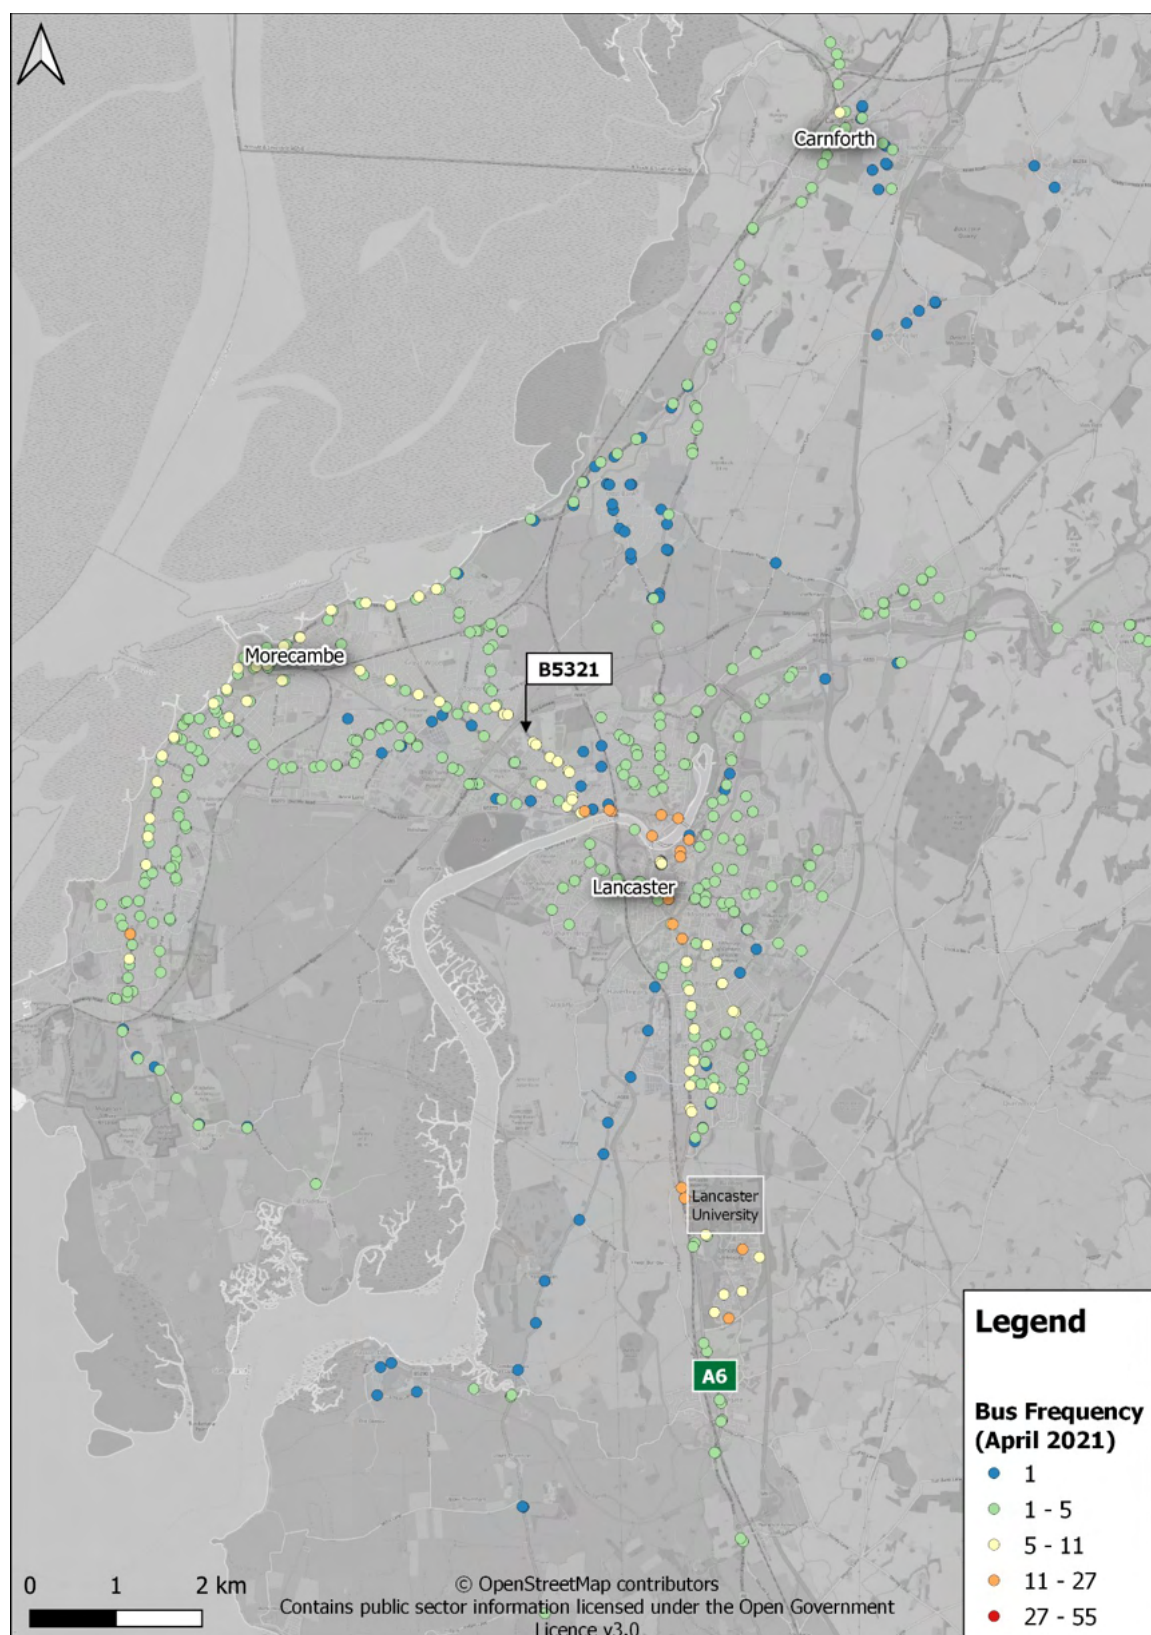 Carnforth
Morecambe
B5321
Lancaster
Lancaster
University
A6
Legend
Bus Frequency
(April 2021)
1
1 - 5
5 - 11
11 - 27
27 - 55
0 1 2 km
© OpenStreetMap contributors
Contains public sector information licensed under the Open Government
Licence v3.0